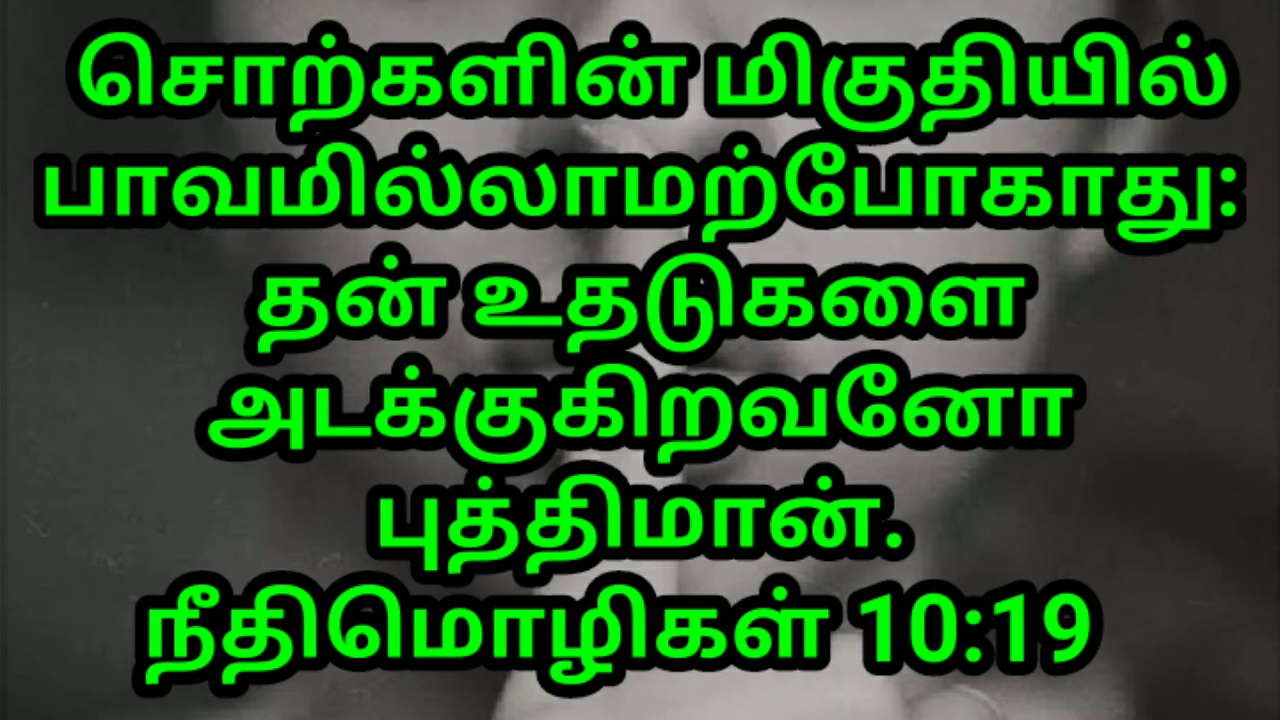 சொற்களின் மிகுதியில்
பாவமில்லாமற்போகாது:
தன் உதடுகளை
அடக்குகிறவனோ
புத்திமான்.
நீதிமொழிகள் 10:19